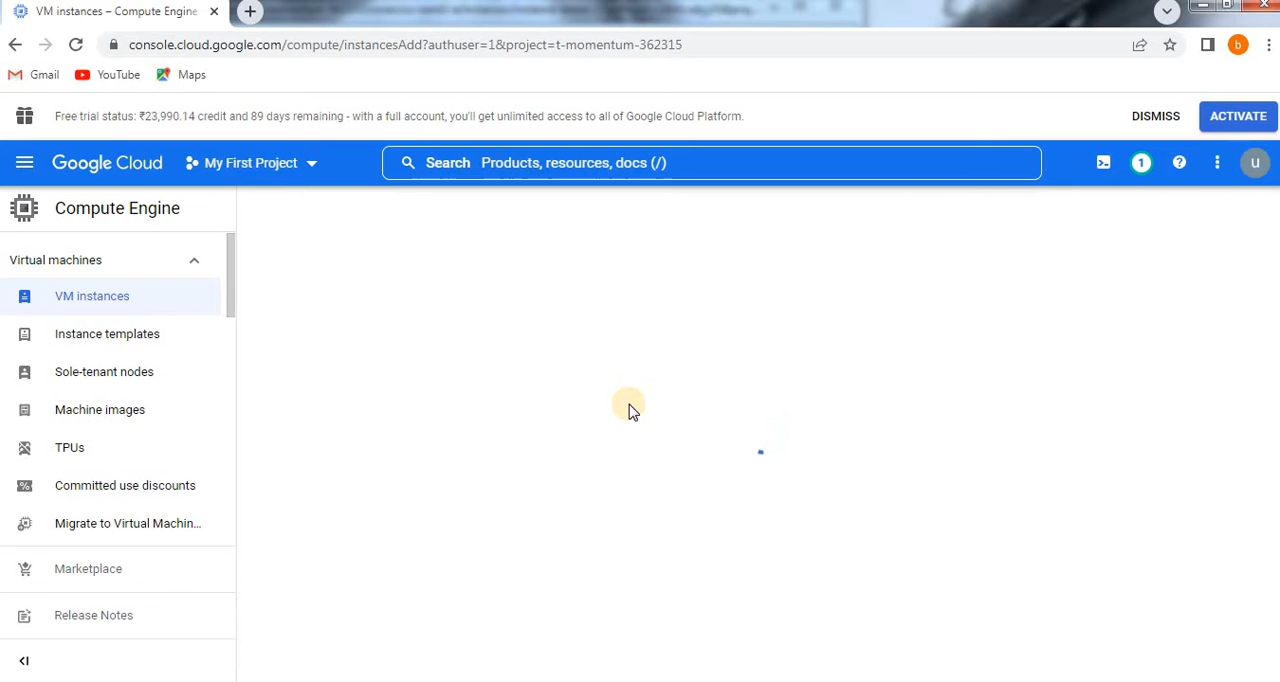 VM instances – Compute Engine
console.cloud.google.com/compute/instancesAdd?authuser=1&project=t-momentum-362315
b
Gmail
YouTube
Maps
Free trial status: ₹23,990.14 credit and 89 days remaining - with a full account, you'll get unlimited access to all of Google Cloud Platform.
DISMISS
ACTIVATE
Google Cloud
My First Project
Search Products, resources, docs (/)
1
u
Compute Engine
Virtual machines
VM instances
Instance templates
Sole-tenant nodes
Machine images
TPUs
Committed use discounts
Migrate to Virtual Machin...
Marketplace
Release Notes